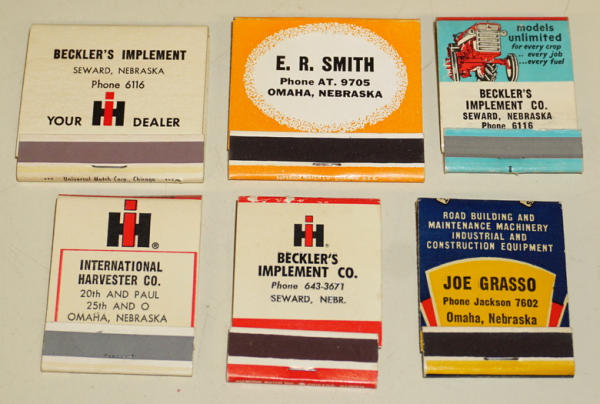 BECKLER'S IMPLEMENT
SEWARD, NEBRASKA
Phone 6116
YOUR IH DEALER
Universal Match Corp., Chicago
E. R. SMITH
Phone AT. 9705
OMAHA, NEBRASKA
models
unlimited
for every crop
.. every job
...every fuel
BECKLER'S
IMPLEMENT CO.
SEWARD, NEBRASKA
Phone 6116
IH ®
INTERNATIONAL
HARVESTER CO.
20th AND PAUL
25th AND O
OMAHA, NEBRASKA
IH ®
BECKLER'S
IMPLEMENT CO.
Phone 643-3671
SEWARD, NEBR.
ROAD BUILDING AND
MAINTENANCE MACHINERY
INDUSTRIAL AND
CONSTRUCTION EQUIPMENT
JOE GRASSO
Phone Jackson 7602
Omaha, Nebraska